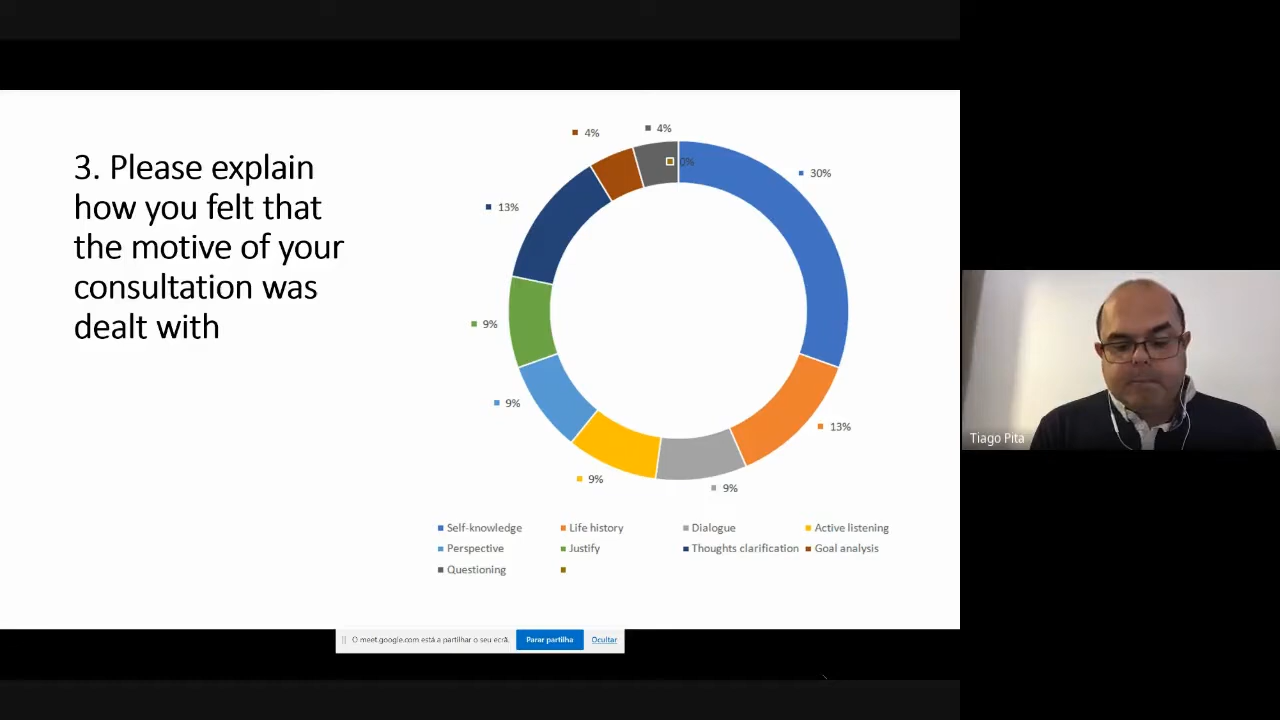 3. Please explain
how you felt that
the motive of your
consultation was
dealt with
4%
4%
0%
30%
13%
9%
13%
9%
9%
9%
Self-knowledge Life history Dialogue Active listening
Perspective Justify Thoughts clarification Goal analysis
Questioning
Tiago Pita
O meet.google.com está a partilhar o seu ecrã. Parar partilha Ocultar